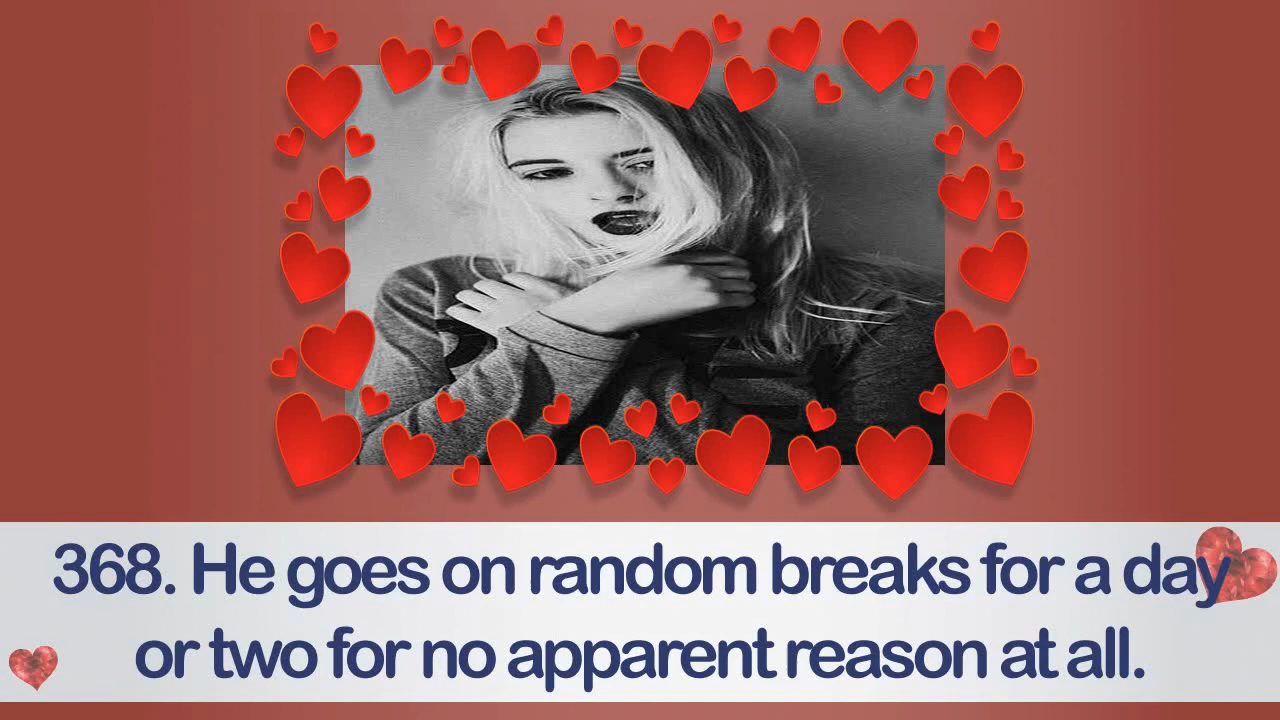 368. He goes on random breaks for a day
or two for no apparent reason at all.